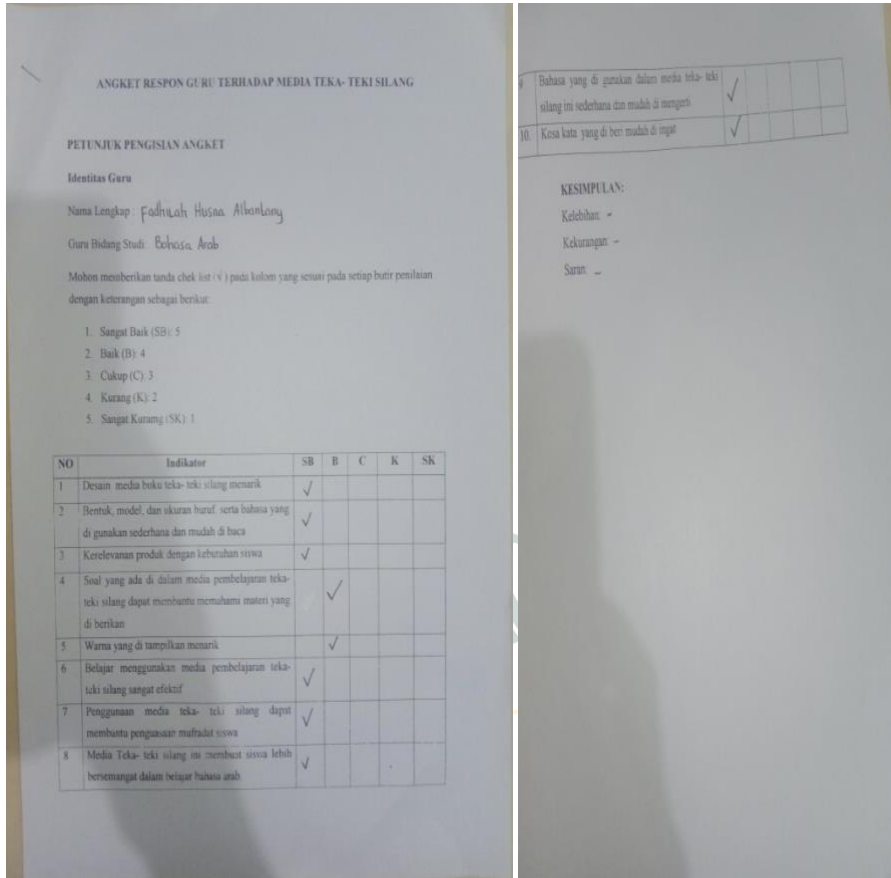 ANGKET RESPON GURU TERHADAP MEDIA TEKA- TEKI SILANG
PETUNJUK PENGISIAN ANGKET
Identitas Guru
Nama Lengkap : Fadhilah Husna Albantany
Guru Bidang Studi: Bahasa Arab
Mohon memberikan tanda chek list (√) pada kolom yang sesuai pada setiap butir penilaian
dengan keterangan sebagai berikut:
1. Sangat Baik (SB): 5
2. Baik (B): 4
3. Cukup (C): 3
4. Kurang (K): 2
5. Sangat Kuramg (SK): 1
NO Indikator SB B C K SK
1 Desain media buku teka- teki silang menarik √
2 Bentuk, model, dan ukuran huruf, serta bahasa yang √
di gunakan sederhana dan mudah di baca
3 Kerelevanan produk dengan kebutuhan siswa √
4 Soal yang ada di dalam media pembelajaran teka- √
teki silang dapat membantu memahami materi yang
di berikan
5 Warna yang di tampilkan menarik √
6 Belajar menggunakan media pembelajaran teka- √
teki silang sangat efektif
7 Penggunaan media teka- teki silang dapat √
membantu penguasaan mufradat siswa
8 Media Teka- teki silang ini membuat siswa lebih √
bersemangat dalam belajar bahasa arab
9 Bahasa yang di gunakan dalam media teka- teki √
silang ini sederhana dan mudah di mengerti
10. Kosa kata yang di beri mudah di ingat √
KESIMPULAN:
Kelebihan: -
Kekurangan: -
Saran: -